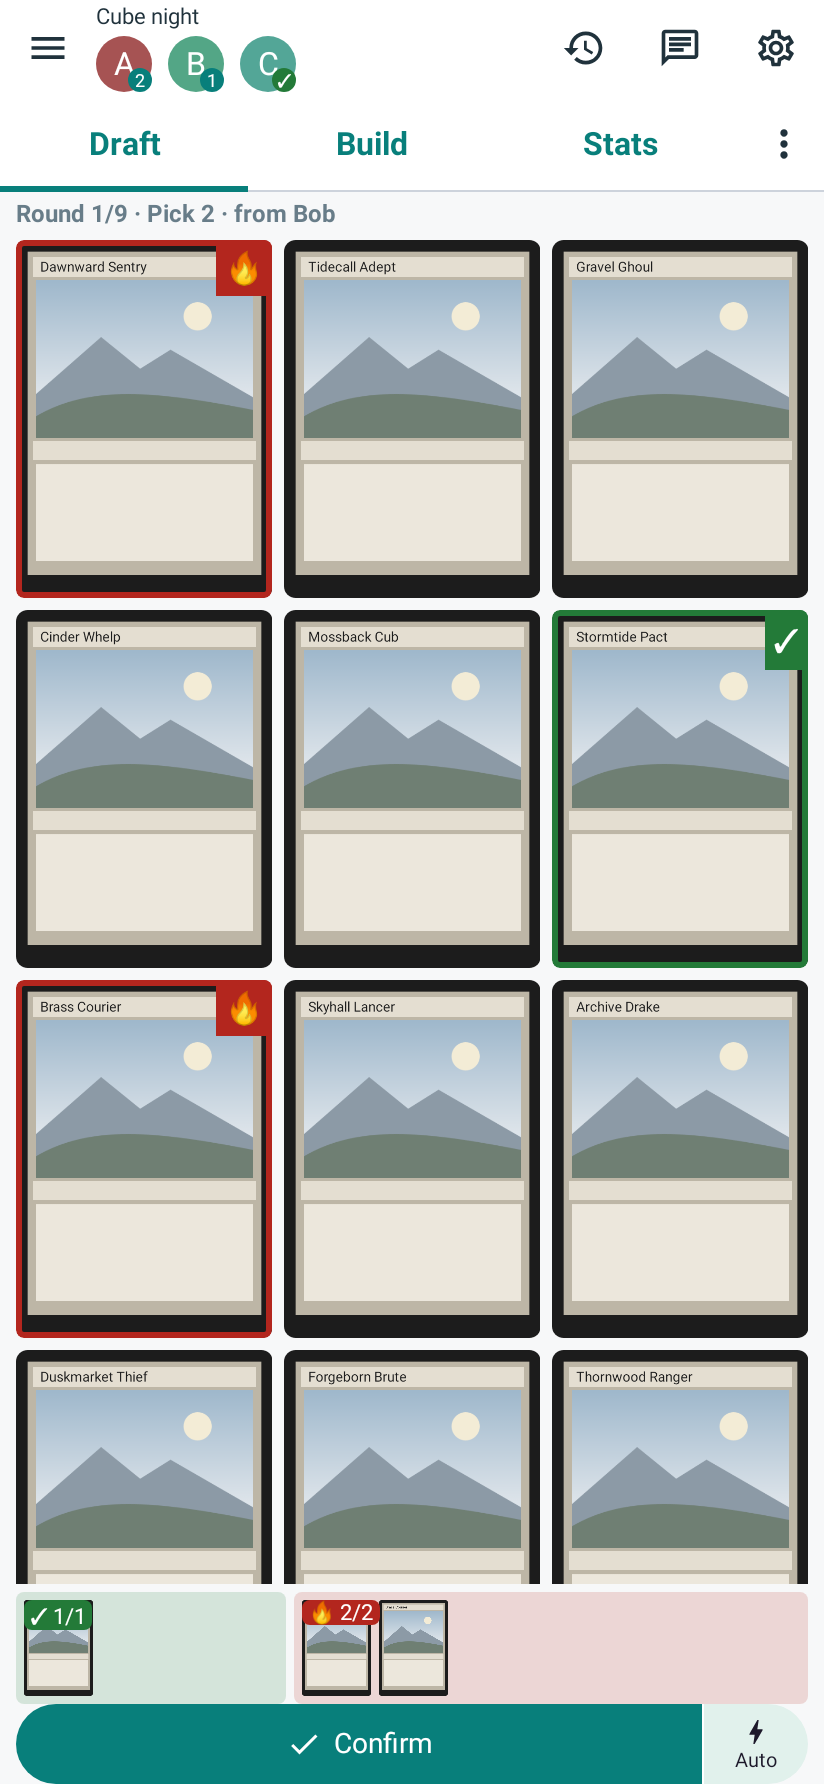 Cube night
A 2 B 1 C ✓
Draft Build Stats
Round 1/9 · Pick 2 · from Bob
Dawnward Sentry 🔥 Tidecall Adept Gravel Ghoul
Cinder Whelp Mossback Cub Stormtide Pact ✓
Brass Courier 🔥 Skyhall Lancer Archive Drake
Duskmarket Thief Forgeborn Brute Thornwood Ranger
✓ 1/1 🔥 2/2
✓ Confirm
Auto